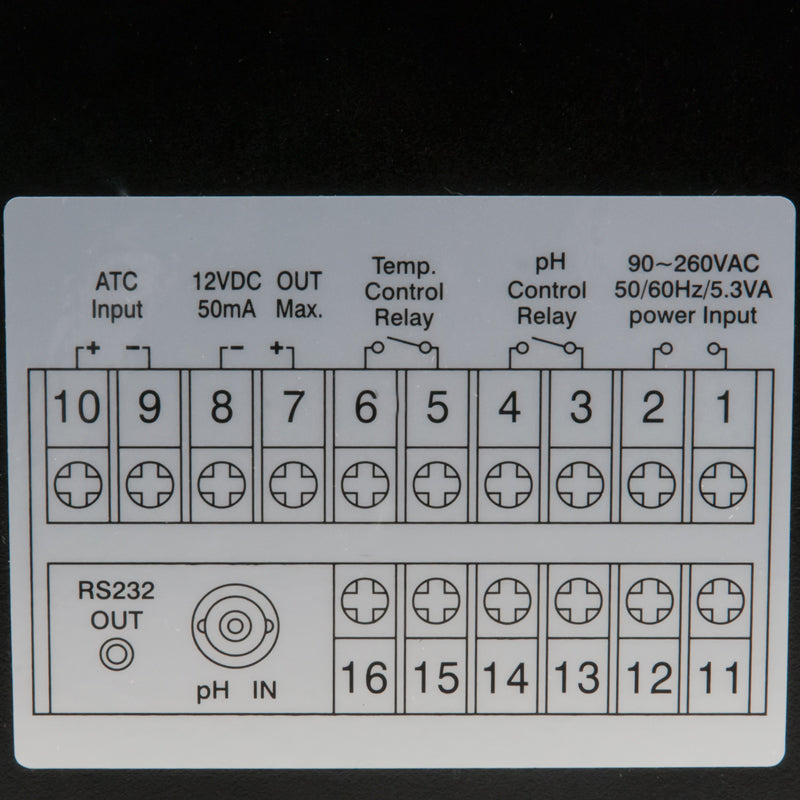 ATC
Input
12VDC OUT
50mA Max.
Temp.
Control
Relay
pH
Control
Relay
90~260VAC
50/60Hz/5.3VA
power Input
+ − − +
10 9 8 7 6 5 4 3 2 1
RS232
OUT
pH IN
16 15 14 13 12 11